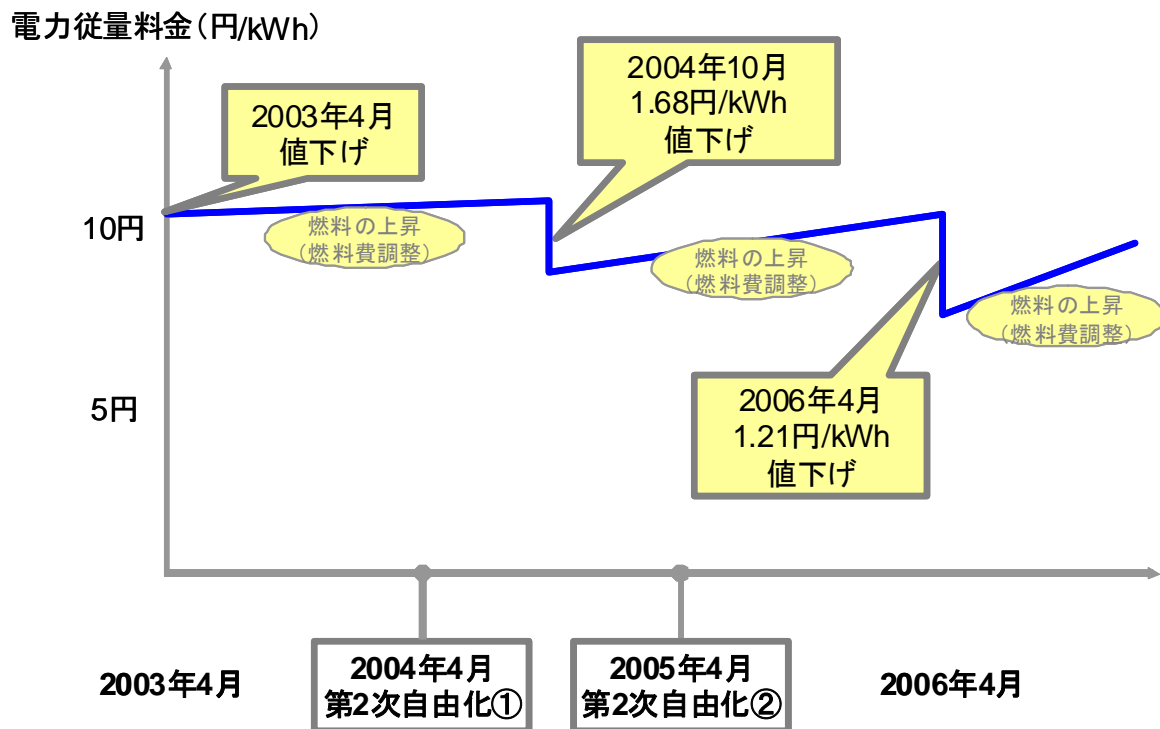 電力従量料金（円/kWh）
2003年4月
値下げ
2004年10月
1.68円/kWh
値下げ
10円
燃料の上昇
（燃料費調整）
燃料の上昇
（燃料費調整）
燃料の上昇
（燃料費調整）
5円
2006年4月
1.21円/kWh
値下げ
2003年4月
2004年4月
第2次自由化①
2005年4月
第2次自由化②
2006年4月